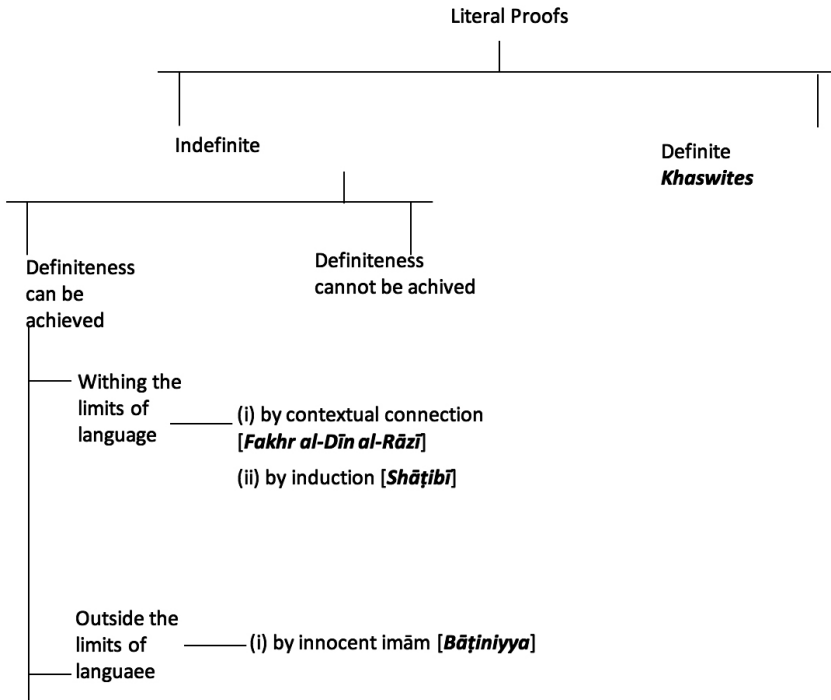 Literal Proofs
Indefinite
Definite
Khaswites
Definiteness
can be
achieved
Definiteness
cannot be achived
Withing the
limits of
language
(i) by contextual connection
[Fakhr al-Dīn al-Rāzī]
(ii) by induction [Shāṭibī]
Outside the
limits of
languaee
(i) by innocent imām [Bāṭiniyya]